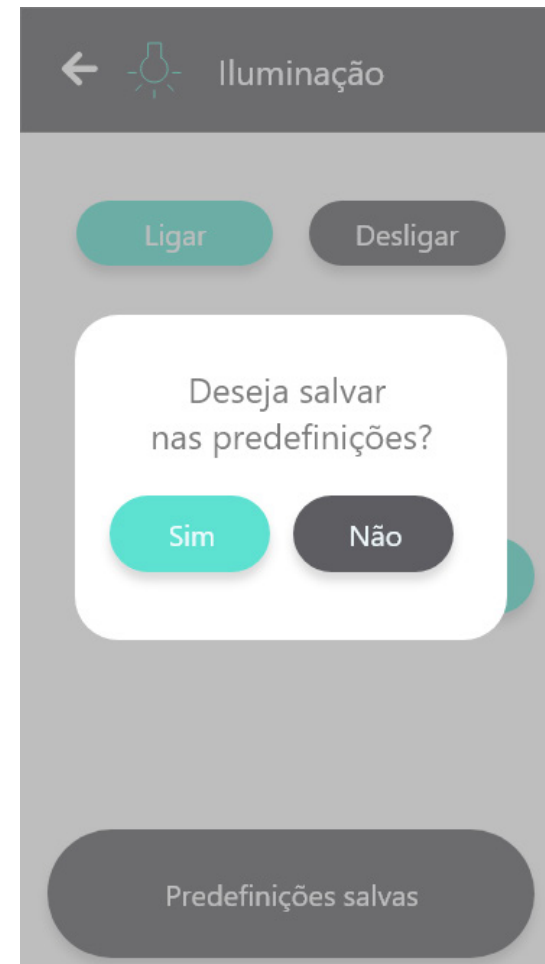 Iluminação
Ligar
Desligar
Deseja salvar
nas predefinições?
Sim
Não
Predefinições salvas